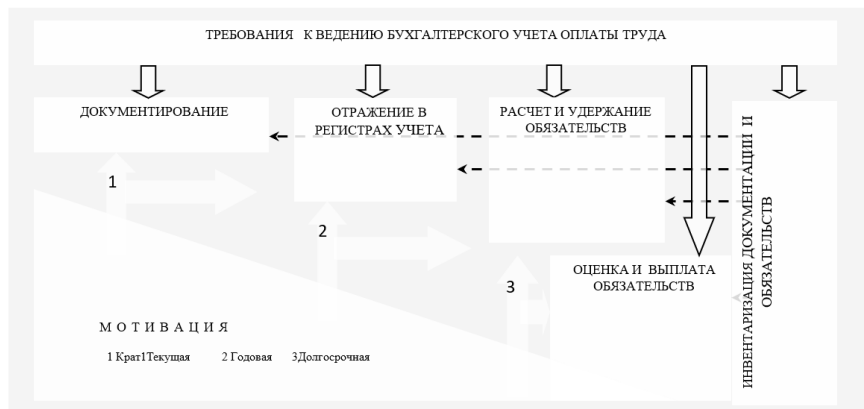 ТРЕБОВАНИЯ К ВЕДЕНИЮ БУХГАЛТЕРСКОГО УЧЕТА ОПЛАТЫ ТРУДА
ДОКУМЕНТИРОВАНИЕ
ОТРАЖЕНИЕ В
РЕГИСТРАХ УЧЕТА
РАСЧЕТ И УДЕРЖАНИЕ
ОБЯЗАТЕЛЬСТВ
ИНВЕНТАРИЗАЦИЯ ДОКУМЕНТАЦИИ И
ОБЯЗАТЕЛЬСТВ
1
2
ОЦЕНКА И ВЫПЛАТА
ОБЯЗАТЕЛЬСТВ
3
МОТИВАЦИЯ
1 Крат1Текущая 2 Годовая 3Долгосрочная